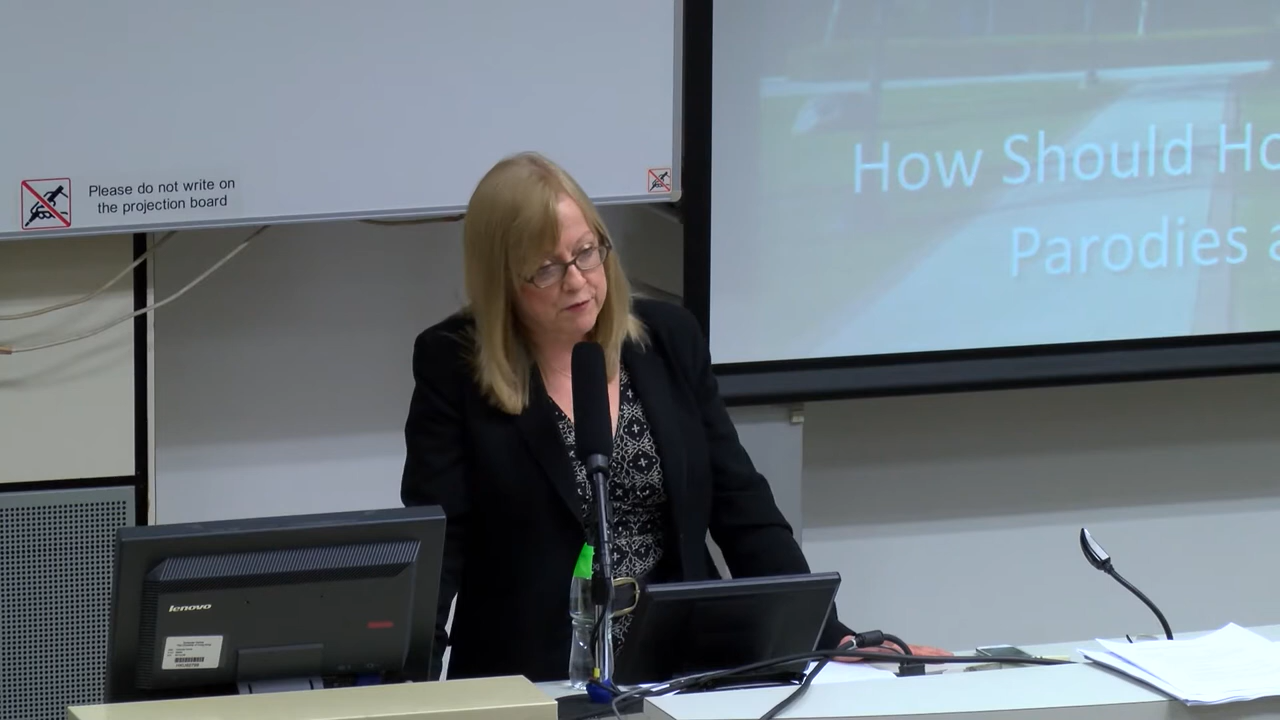 Please do not write on
the projection board
How Should Ho
Parodies a
lenovo